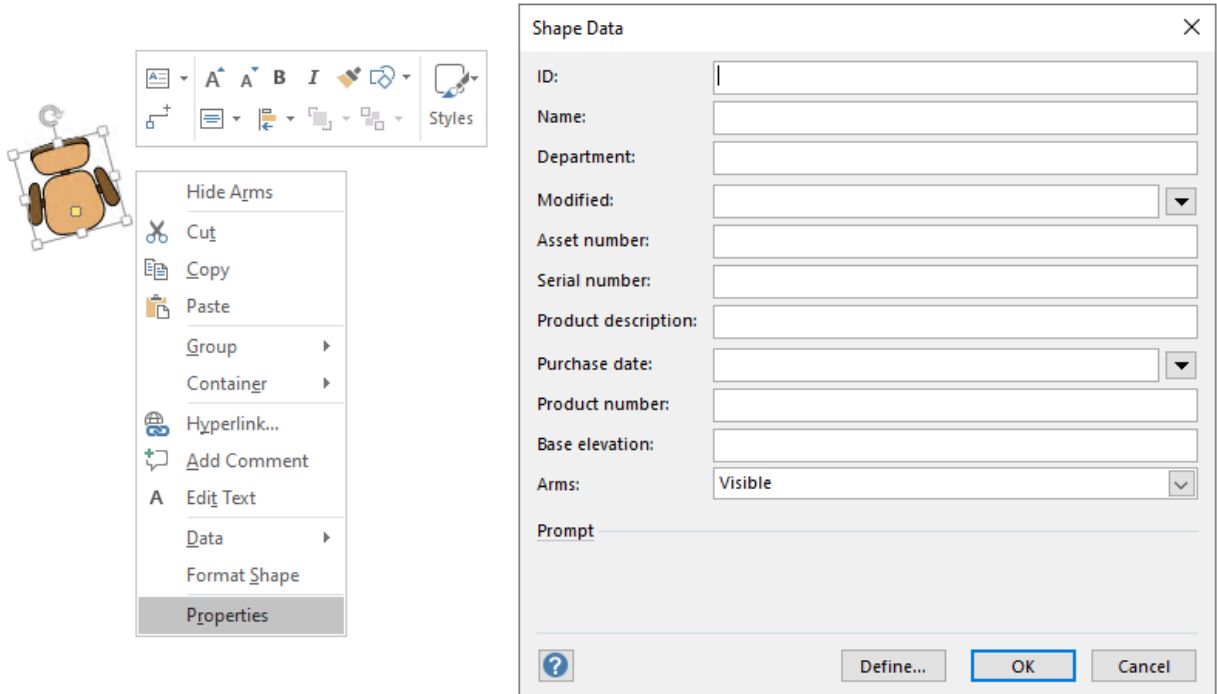 A A B I
Styles
Hide Arms
Cut
Copy
Paste
Group
Container
Hyperlink...
Add Comment
A Edit Text
Data
Format Shape
Properties
Shape Data
ID:
Name:
Department:
Modified:
Asset number:
Serial number:
Product description:
Purchase date:
Product number:
Base elevation:
Arms: Visible
Prompt
? Define... OK Cancel